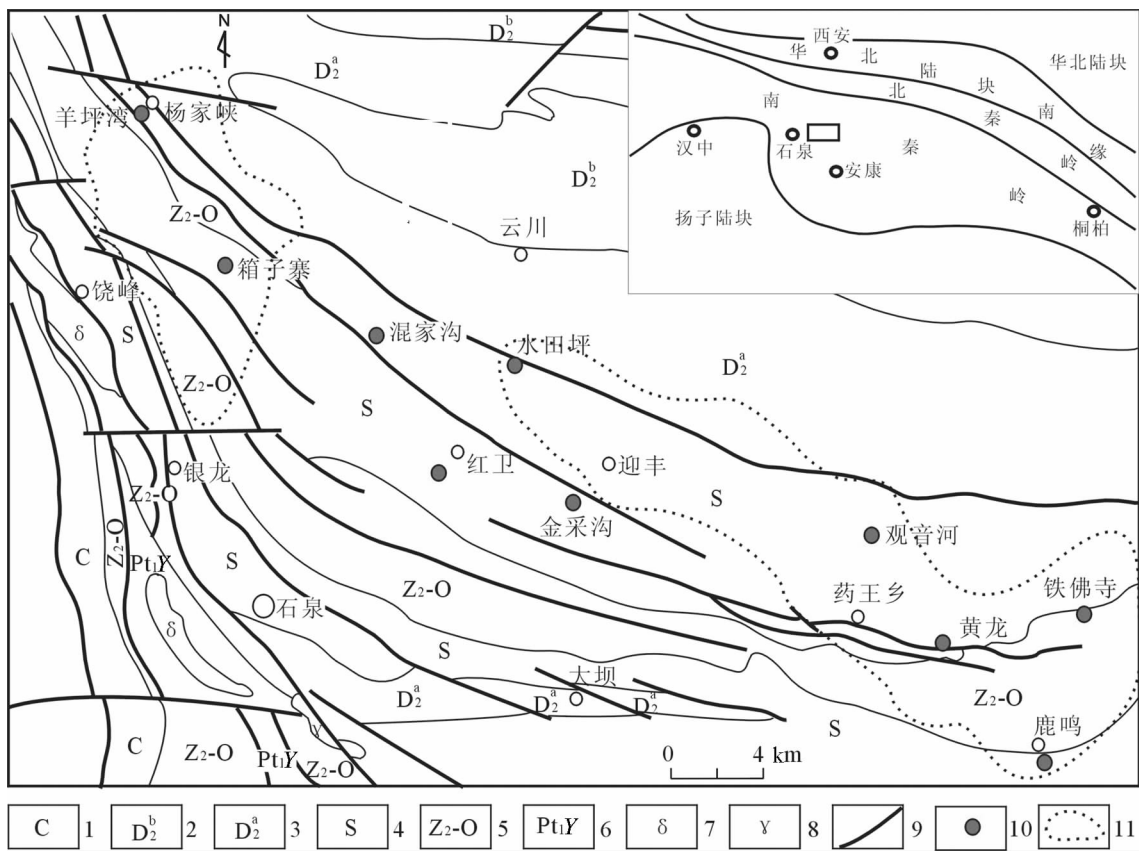 N
D₂ᵇ
D₂ᵃ
羊坪湾
杨家峡
D₂ᵇ
Z₂-O
云川
箱子寨
饶峰
δ
S
混家沟
水田坪
D₂ᵃ
Z₂-O
S
红卫
迎丰
S
银龙
Z₂-O
金采沟
观音河
C
Z₂-O
Pt₁Y
S
Z₂-O
药王乡
铁佛寺
石泉
黄龙
δ
S
D₂ᵃ
大坝
D₂ᵃ
D₂ᵃ
Z₂-O
S
鹿鸣
γ
C
Z₂-O
Pt₁Y
Z₂-O
0 4 km
西安
华北陆块南缘
华北陆块
北秦岭
南秦岭
汉中
石泉
安康
扬子陆块
桐柏
C 1 D₂ᵇ 2 D₂ᵃ 3 S 4 Z₂-O 5 Pt₁Y 6 δ 7 γ 8 9 10 11